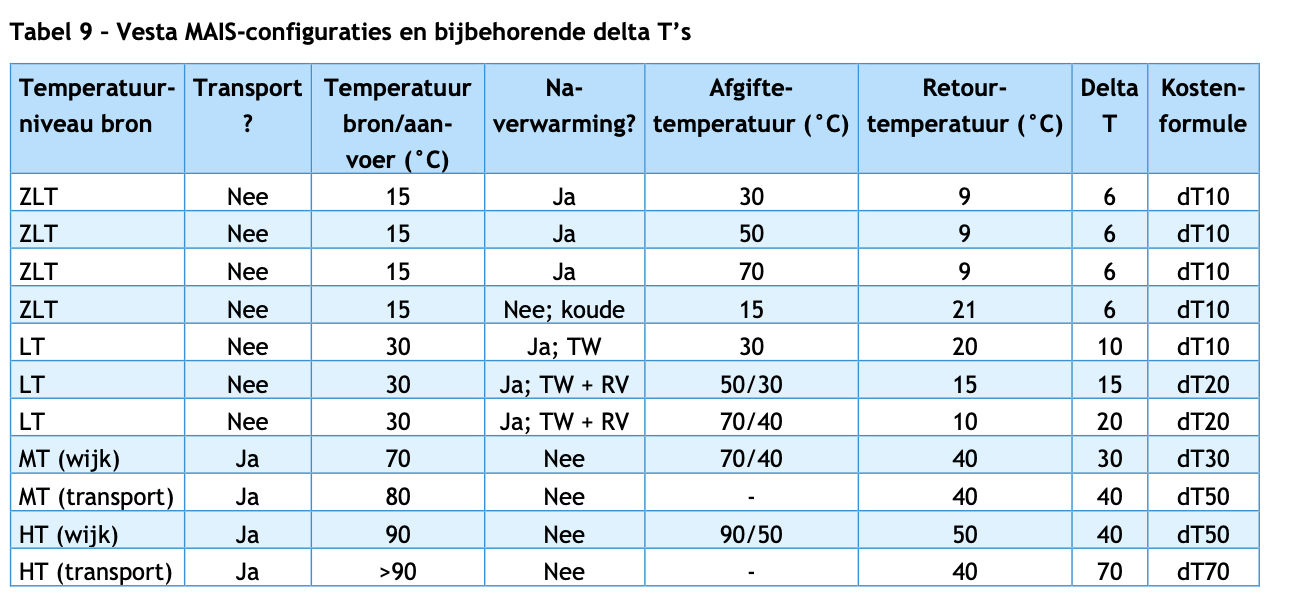 Tabel 9 – Vesta MAIS-configuraties en bijbehorende delta T’s
Temperatuur- Transport Temperatuur Na- Afgifte- Retour- Delta Kosten-
niveau bron ? bron/aan- verwarming? temperatuur (°C) temperatuur (°C) T formule
voer (°C)
ZLT Nee 15 Ja 30 9 6 dT10
ZLT Nee 15 Ja 50 9 6 dT10
ZLT Nee 15 Ja 70 9 6 dT10
ZLT Nee 15 Nee; koude 15 21 6 dT10
LT Nee 30 Ja; TW 30 20 10 dT10
LT Nee 30 Ja; TW + RV 50/30 15 15 dT20
LT Nee 30 Ja; TW + RV 70/40 10 20 dT20
MT (wijk) Ja 70 Nee 70/40 40 30 dT30
MT (transport) Ja 80 Nee - 40 40 dT50
HT (wijk) Ja 90 Nee 90/50 50 40 dT50
HT (transport) Ja >90 Nee - 40 70 dT70